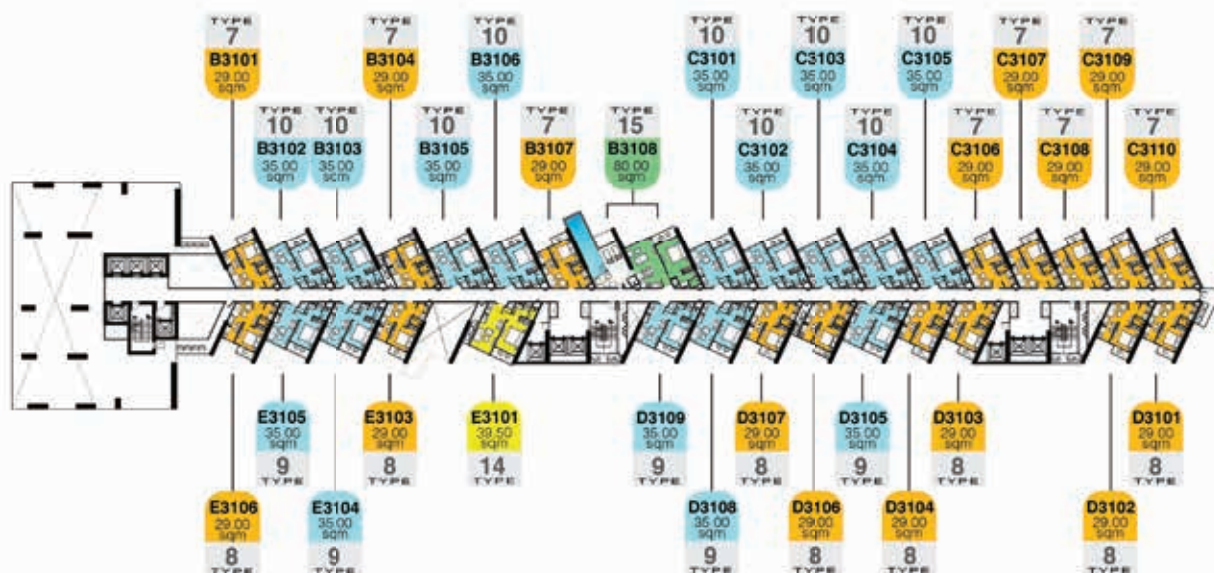 TYPE
7
B3101
29.00
sqm
TYPE
7
B3104
29.00
sqm
TYPE
10
B3106
35.00
sqm
TYPE
10
C3101
35.00
sqm
TYPE
10
C3103
35.00
sqm
TYPE
10
C3105
35.00
sqm
TYPE
7
C3107
29.00
sqm
TYPE
7
C3109
29.00
sqm
TYPE
10
B3102
35.00
sqm
TYPE
10
B3103
35.00
sqm
TYPE
10
B3105
35.00
sqm
TYPE
7
B3107
29.00
sqm
TYPE
15
B3108
80.00
sqm
TYPE
10
C3102
35.00
sqm
TYPE
10
C3104
35.00
sqm
TYPE
7
C3106
29.00
sqm
TYPE
7
C3108
29.00
sqm
TYPE
7
C3110
29.00
sqm
E3105
35.00
sqm
9
TYPE
E3103
29.00
sqm
8
TYPE
E3101
39.50
sqm
14
TYPE
D3109
35.00
sqm
9
TYPE
D3107
29.00
sqm
8
TYPE
D3105
35.00
sqm
9
TYPE
D3103
29.00
sqm
8
TYPE
D3101
29.00
sqm
8
TYPE
E3106
29.00
sqm
8
TYPE
E3104
35.00
sqm
9
TYPE
D3108
35.00
sqm
9
TYPE
D3106
29.00
sqm
8
TYPE
D3104
29.00
sqm
8
TYPE
D3102
29.00
sqm
8
TYPE